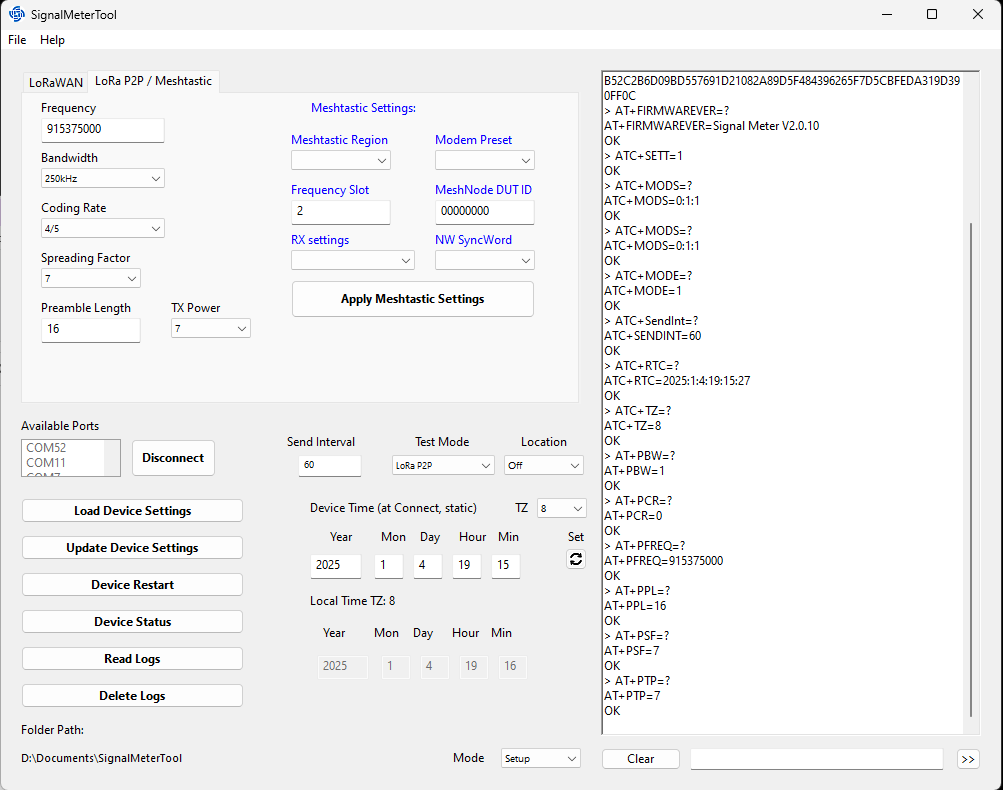 SignalMeterTool
File Help
LoRaWAN LoRa P2P / Meshtastic
Frequency
915375000
Bandwidth
250kHz
Coding Rate
4/5
Spreading Factor
7
Preamble Length TX Power
16 7
Meshtastic Settings:
Meshtastic Region Modem Preset
Frequency Slot MeshNode DUT ID
2 00000000
RX settings NW SyncWord
Apply Meshtastic Settings
Available Ports
COM52
COM11
Disconnect
Load Device Settings
Update Device Settings
Device Restart
Device Status
Read Logs
Delete Logs
Folder Path:
D:\Documents\SignalMeterTool
Send Interval Test Mode Location
60 LoRa P2P Off
Device Time (at Connect, static) TZ 8
Year Mon Day Hour Min Set
2025 1 4 19 15
Local Time TZ: 8
Year Mon Day Hour Min
2025 1 4 19 16
Mode Setup
B52C2B6D09BD557691D21082A89D5F484396265F7D5CBFEDA319D39
0FF0C
> AT+FIRMWAREVER=?
AT+FIRMWAREVER=Signal Meter V2.0.10
OK
> ATC+SETT=1
OK
> ATC+MODS=?
ATC+MODS=0:1:1
OK
> ATC+MODS=?
ATC+MODS=0:1:1
OK
> ATC+MODE=?
ATC+MODE=1
OK
> ATC+SendInt=?
ATC+SENDINT=60
OK
> ATC+RTC=?
ATC+RTC=2025:1:4:19:15:27
OK
> ATC+TZ=?
ATC+TZ=8
OK
> AT+PBW=?
AT+PBW=1
OK
> AT+PCR=?
AT+PCR=0
OK
> AT+PFREQ=?
AT+PFREQ=915375000
OK
> AT+PPL=?
AT+PPL=16
OK
> AT+PSF=?
AT+PSF=7
OK
> AT+PTP=?
AT+PTP=7
OK
Clear >>